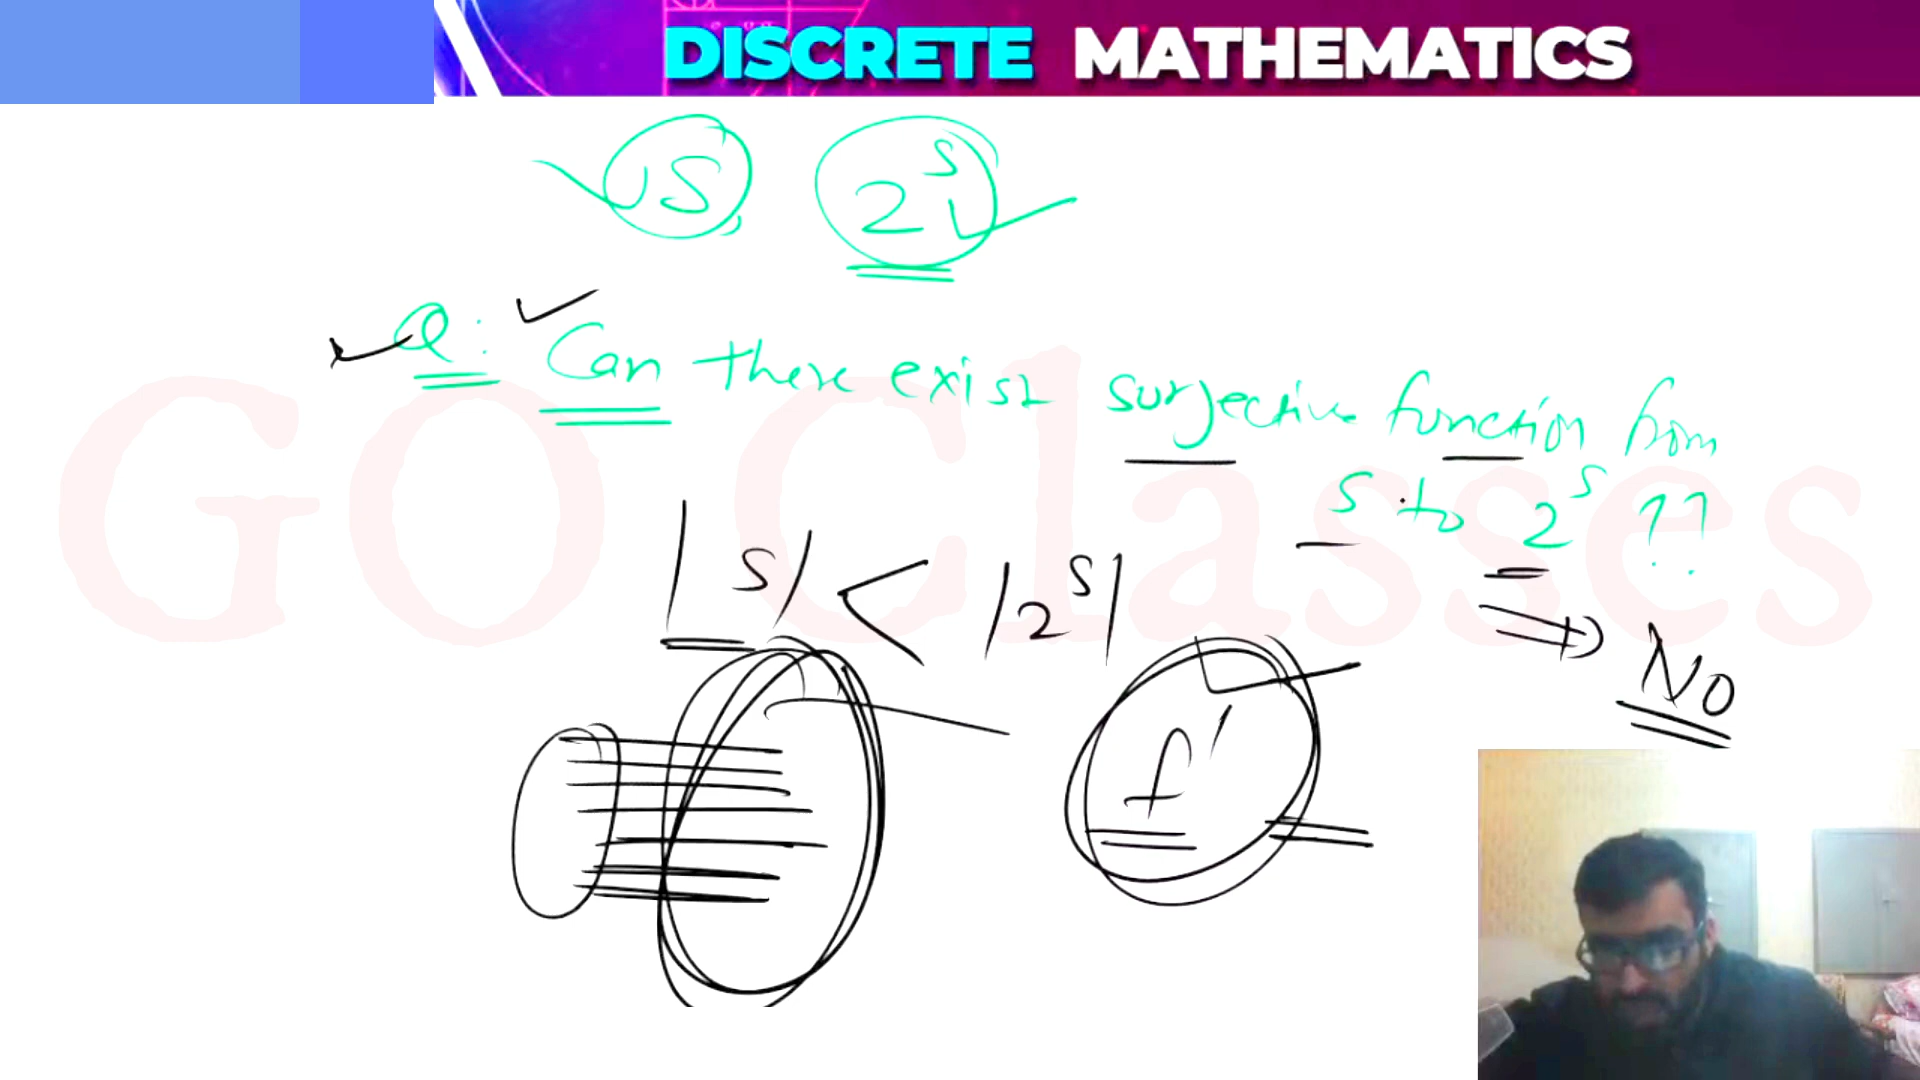 DISCRETE MATHEMATICS
S, 2^S
Q: Can there exist surjective function from
S to 2^S ??
|S| < |2^S|
⇒ No
f'
GO Classes